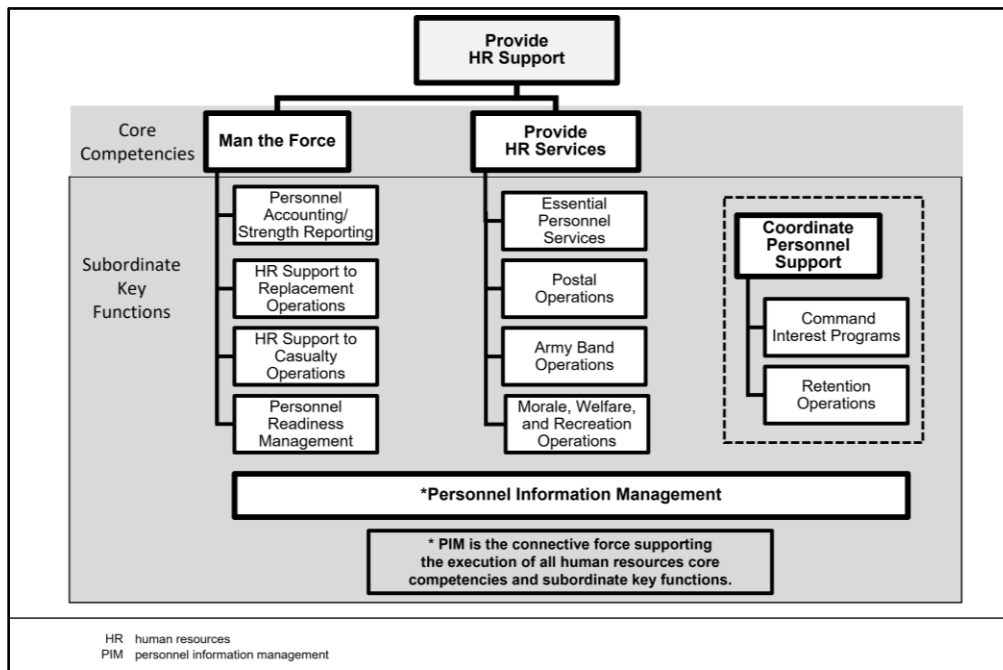 Provide
HR Support
Core
Competencies
Man the Force
Provide
HR Services
Subordinate
Key
Functions
Personnel
Accounting/
Strength Reporting
HR Support to
Replacement
Operations
HR Support to
Casualty
Operations
Personnel
Readiness
Management
Essential
Personnel
Services
Postal
Operations
Army Band
Operations
Morale, Welfare,
and Recreation
Operations
Coordinate
Personnel
Support
Command
Interest Programs
Retention
Operations
*Personnel Information Management
* PIM is the connective force supporting
the execution of all human resources core
competencies and subordinate key functions.
HR human resources
PIM personnel information management